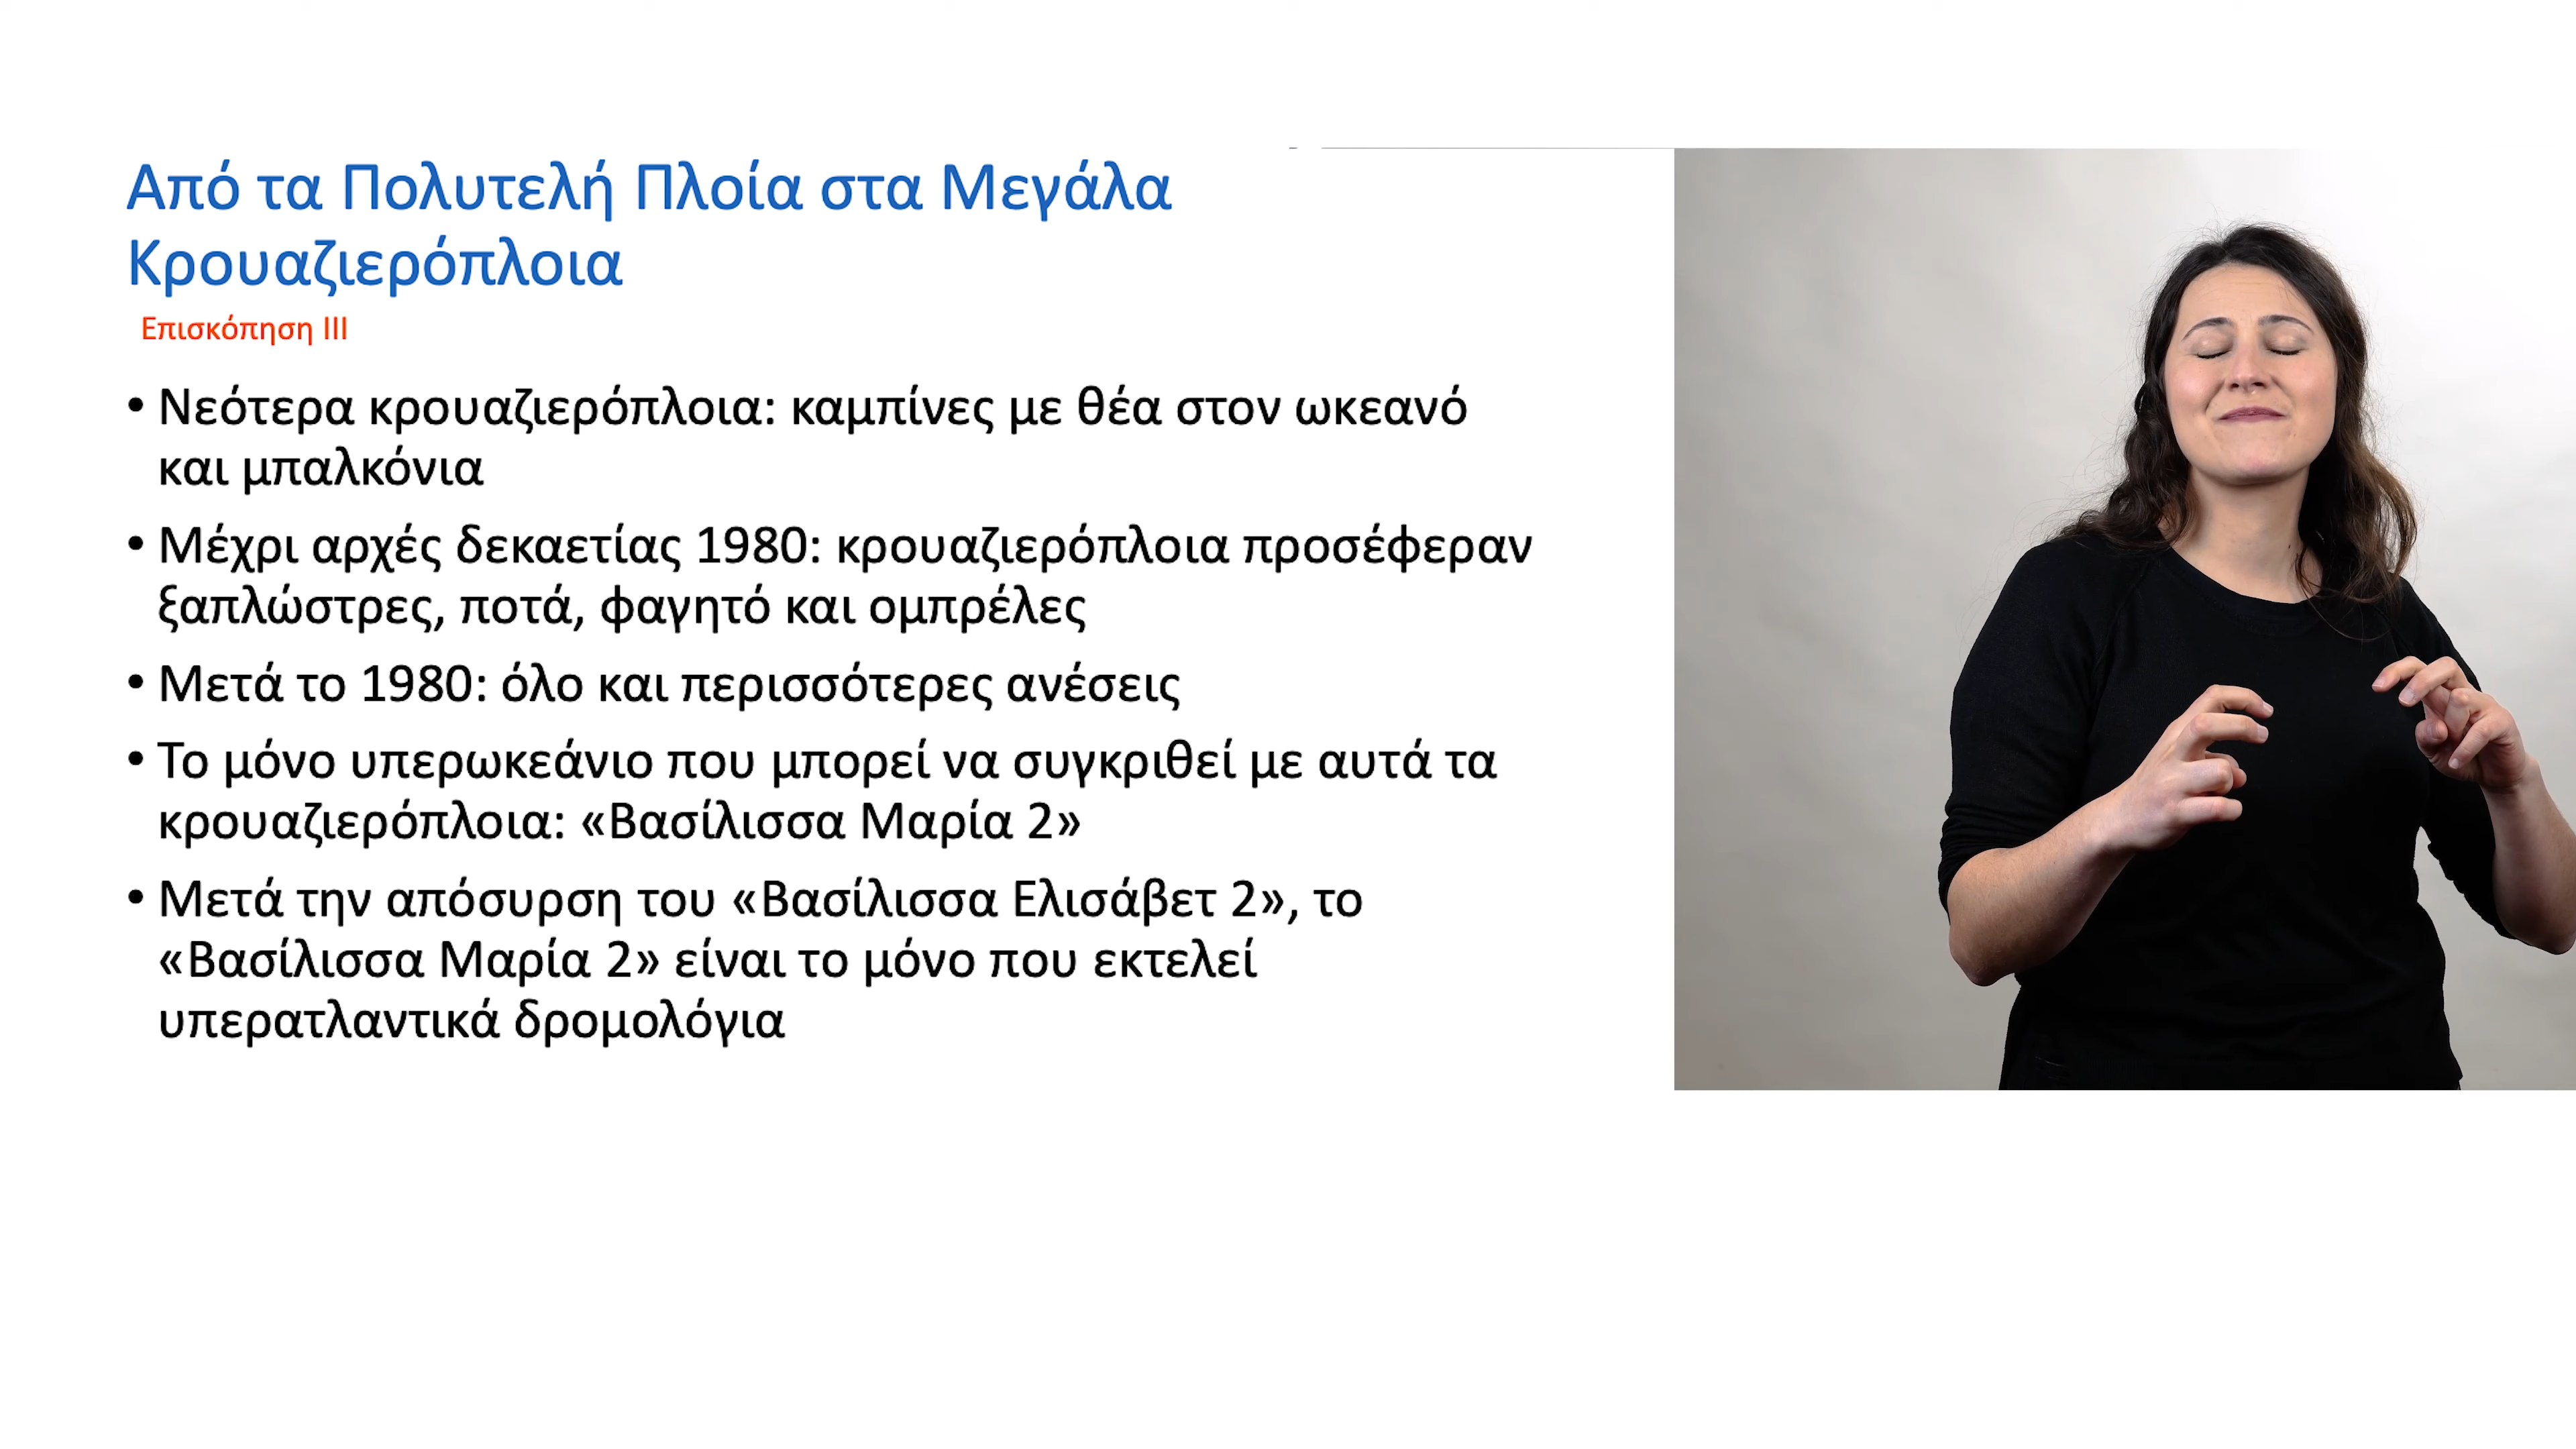 Από τα Πολυτελή Πλοία στα Μεγάλα
Κρουαζιερόπλοια
Επισκόπηση III
• Νεότερα κρουαζιερόπλοια: καμπίνες με θέα στον ωκεανό
και μπαλκόνια
• Μέχρι αρχές δεκαετίας 1980: κρουαζιερόπλοια προσέφεραν
ξαπλώστρες, ποτά, φαγητό και ομπρέλες
• Μετά το 1980: όλο και περισσότερες ανέσεις
• Το μόνο υπερωκεάνιο που μπορεί να συγκριθεί με αυτά τα
κρουαζιερόπλοια: «Βασίλισσα Μαρία 2»
• Μετά την απόσυρση του «Βασίλισσα Ελισάβετ 2», το
«Βασίλισσα Μαρία 2» είναι το μόνο που εκτελεί
υπερατλαντικά δρομολόγια